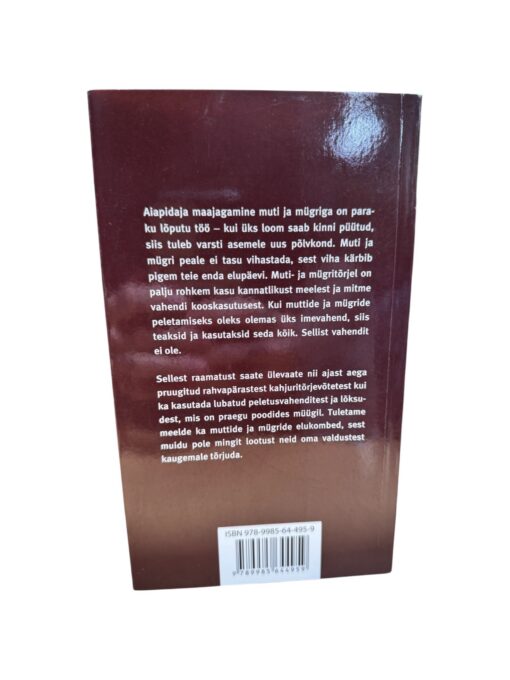 Aiapidaja maajagamine muti ja mügriga on para-
ku lõputu töö – kui üks loom saab kinni püütud,
siis tuleb varsti asemele uus põlvkond. Muti ja
mügri peale ei tasu vihastada, sest viha kärbib
pigem teie enda elupäevi. Muti- ja mügritõrjel on
palju rohkem kasu kannatlikust meelest ja mitme
vahendi kooskasutusest. Kui muttide ja mügride
peletamiseks oleks olemas üks imevahend, siis
teaksid ja kasutaksid seda kõik. Sellist vahendit
ei ole.
Sellest raamatust saate ülevaate nii ajast aega
pruugitud rahvapärastest kahjuritõrjevõtetest kui
ka kasutada lubatud peletusvahenditest ja lõksu-
dest, mis on praegu poodides müügil. Tuletame
meelde ka muttide ja mügride elukombed, sest
muidu pole mingit lootust neid oma valdustest
kaugemale tõrjuda.
ISBN 978-9985-64-495-9
9 789985 644959